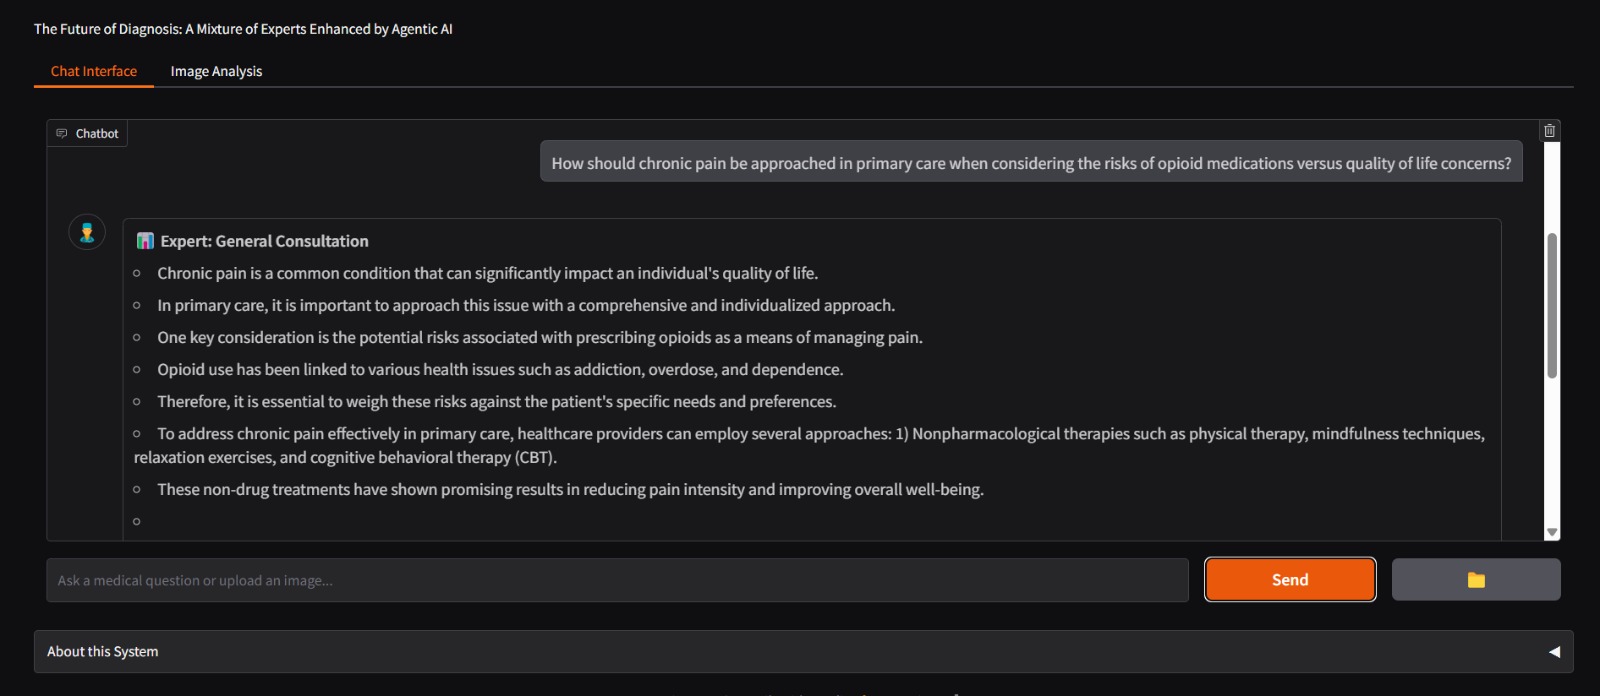 The Future of Diagnosis: A Mixture of Experts Enhanced by Agentic AI
Chat Interface
Image Analysis
Chatbot
How should chronic pain be approached in primary care when considering the risks of opioid medications versus quality of life concerns?
Expert: General Consultation
Chronic pain is a common condition that can significantly impact an individual's quality of life.
In primary care, it is important to approach this issue with a comprehensive and individualized approach.
One key consideration is the potential risks associated with prescribing opioids as a means of managing pain.
Opioid use has been linked to various health issues such as addiction, overdose, and dependence.
Therefore, it is essential to weigh these risks against the patient's specific needs and preferences.
To address chronic pain effectively in primary care, healthcare providers can employ several approaches: 1) Nonpharmacological therapies such as physical therapy, mindfulness techniques,
relaxation exercises, and cognitive behavioral therapy (CBT).
These non-drug treatments have shown promising results in reducing pain intensity and improving overall well-being.
Ask a medical question or upload an image...
Send
About this System